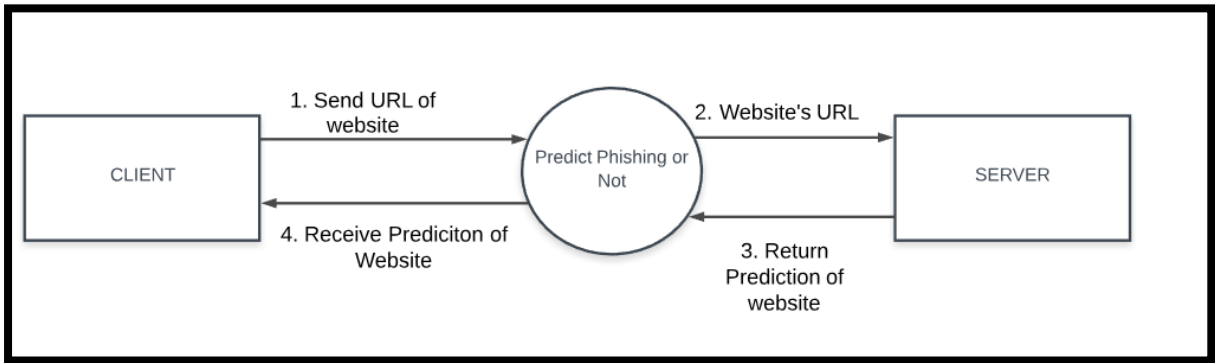 1. Send URL of
website
2. Website's URL
CLIENT
Predict Phishing or
Not
SERVER
4. Receive Prediciton of
Website
3. Return
Prediction of
website